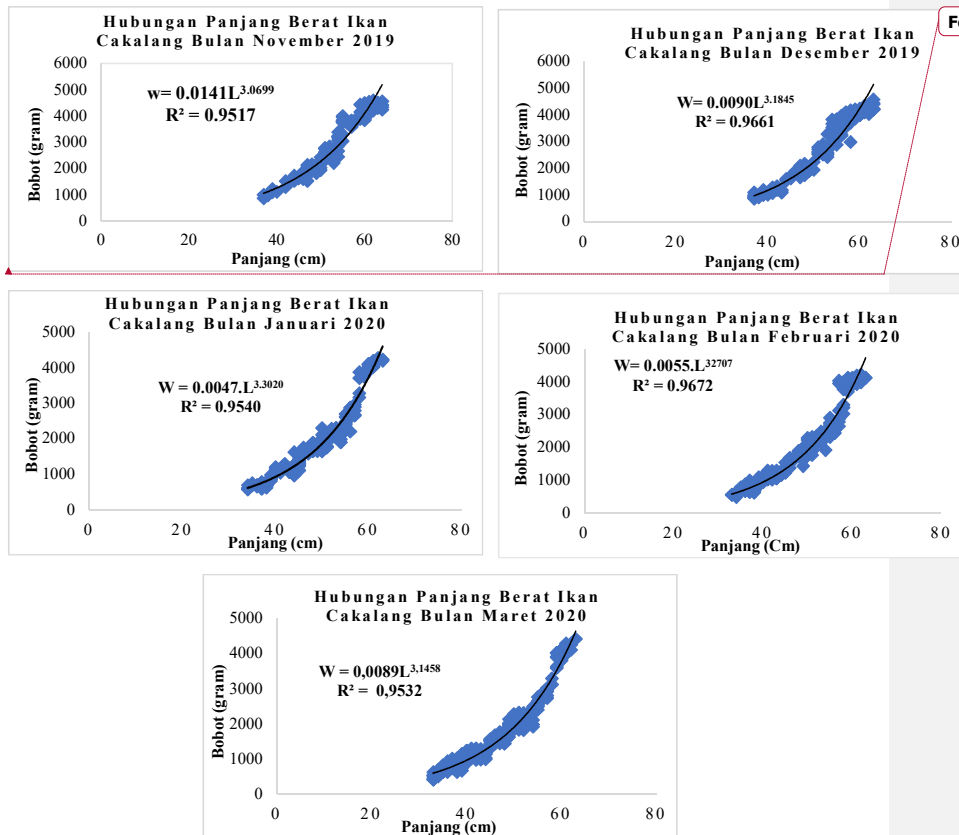 Hubungan Panjang Berat Ikan
Cakalang Bulan November 2019
w= 0.0141L3.0699
R² = 0.9517
Bobot (gram)
6000
5000
4000
3000
2000
1000
0
0 20 40 60 80
Panjang (cm)
Fo
Hubungan Panjang Berat Ikan
Cakalang Bulan Desember 2019
W= 0.0090L3.1845
R² = 0.9661
Bobot (gram)
6000
5000
4000
3000
2000
1000
0
0 20 40 60 80
Panjang (cm)
Hubungan Panjang Berat Ikan
Cakalang Bulan Januari 2020
W = 0.0047.L3.3020
R² = 0.9540
Bobot (gram)
5000
4000
3000
2000
1000
0
0 20 40 60 80
Panjang (cm)
Hubungan Panjang Berat Ikan
Cakalang Bulan Februari 2020
W= 0.0055.L32707
R² = 0.9672
Bobot (gram)
5000
4000
3000
2000
1000
0
0 20 40 60 80
Panjang (Cm)
Hubungan Panjang Berat Ikan
Cakalang Bulan Maret 2020
W = 0,0089L3,1458
R² = 0,9532
Bobot (gram)
5000
4000
3000
2000
1000
0
0 20 40 60 80
Panjang (cm)